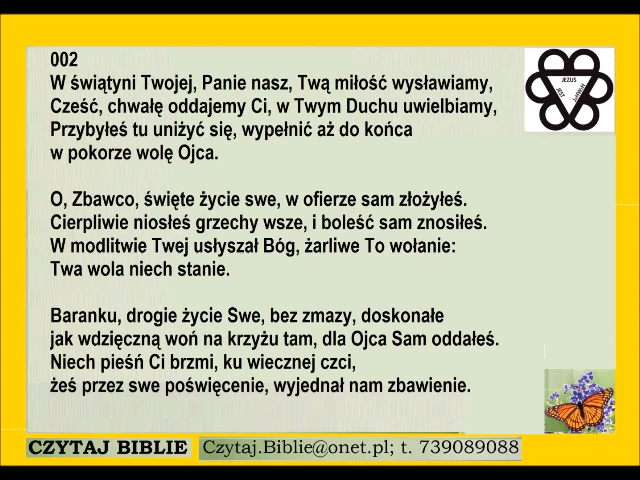 002
W świątyni Twojej, Panie nasz, Twą miłość wysławiamy,
Cześć, chwałę oddajemy Ci, w Twym Duchu uwielbiamy,
Przybyłeś tu uniżyć się, wypełnić aż do końca
w pokorze wolę Ojca.
O, Zbawco, święte życie swe, w ofierze sam złożyłeś.
Cierpliwie niosłeś grzechy wsze, i boleść sam znosiłeś.
W modlitwie Twej usłyszał Bóg, żarliwe To wołanie:
Twa wola niech stanie.
Baranku, drogie życie Swe, bez zmazy, doskonałe
jak wdzięczną woń na krzyżu tam, dla Ojca Sam oddałeś.
Niech pieśń Ci brzmi, ku wiecznej czci,
żeś przez swe poświęcenie, wyjednał nam zbawienie.
JEZUS
JEST
CZYTAJ BIBLIE Czytaj.Biblie@onet.pl; t. 739089088